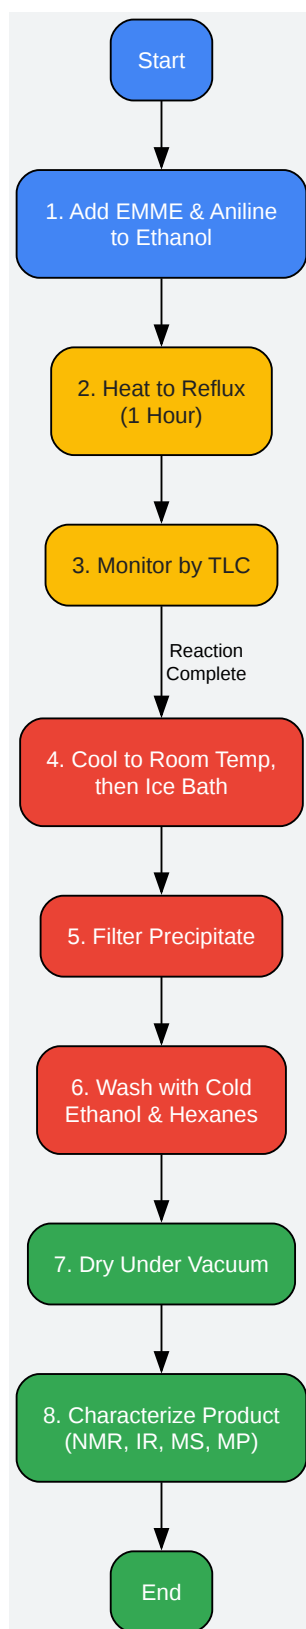 Start
1. Add EMME & Aniline
to Ethanol
2. Heat to Reflux
(1 Hour)
3. Monitor by TLC
Reaction
Complete
4. Cool to Room Temp,
then Ice Bath
5. Filter Precipitate
6. Wash with Cold
Ethanol & Hexanes
7. Dry Under Vacuum
8. Characterize Product
(NMR, IR, MS, MP)
End